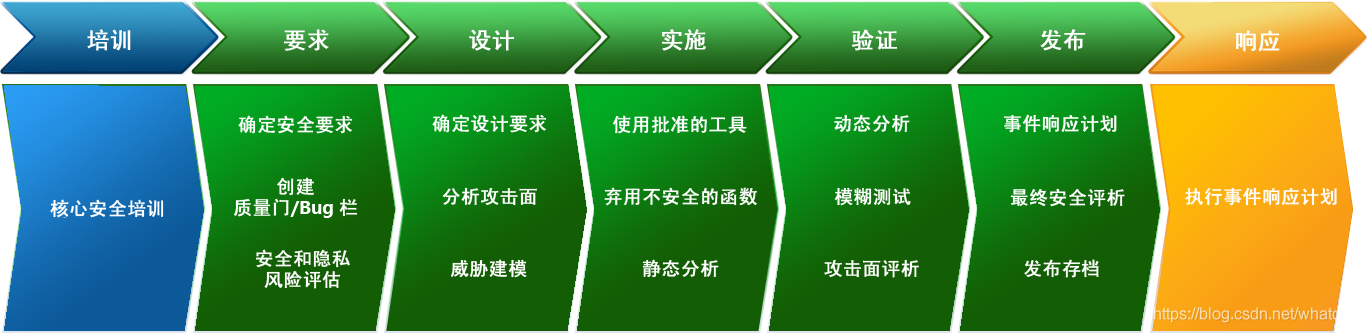 培训
要求
设计
实施
验证
发布
响应
核心安全培训
确定安全要求
创建
质量门/Bug 栏
安全和隐私
风险评估
确定设计要求
分析攻击面
威胁建模
使用批准的工具
弃用不安全的函数
静态分析
动态分析
模糊测试
攻击面评析
事件响应计划
最终安全评析
发布存档
执行事件响应计划
https://blog.csdn.net/whatd